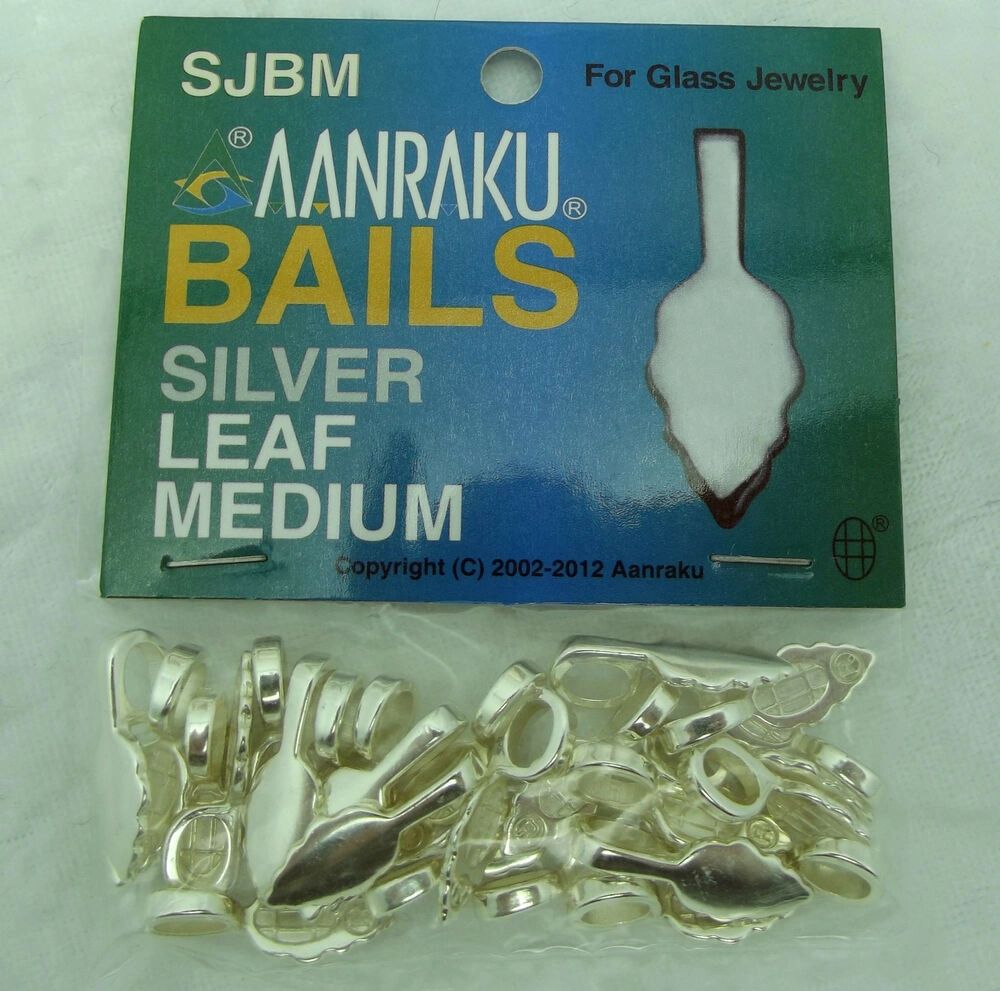 SJBM
For Glass Jewelry
® AANRAKU®
BAILS
SILVER
LEAF
MEDIUM
®
Copyright (C) 2002-2012 Aanraku